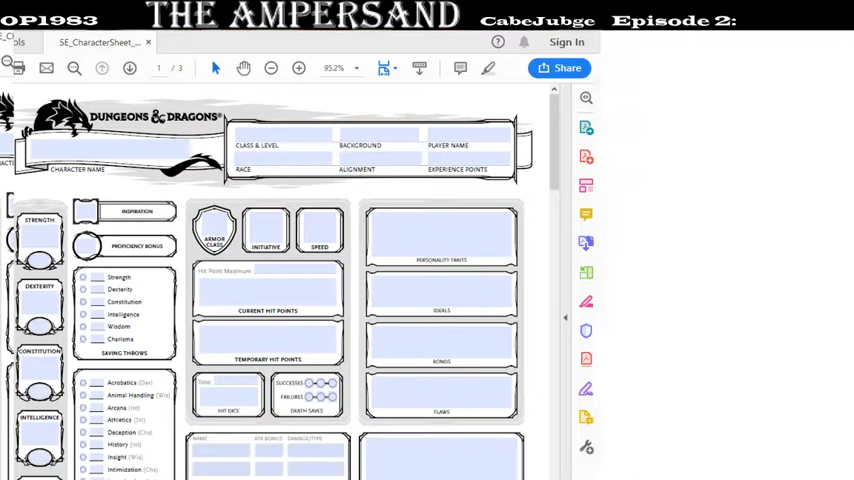 OP1983 THE AMPERSAND CabeJubge Episode 2:
ols 5E_CharacterSheet_... × Sign In
1 / 3 95.2% Share
DUNGEONS & DRAGONS®
CLASS & LEVEL BACKGROUND PLAYER NAME
CHARACTER NAME RACE ALIGNMENT EXPERIENCE POINTS
STRENGTH
DEXTERITY
CONSTITUTION
INTELLIGENCE
INSPIRATION
PROFICIENCY BONUS
Strength
Dexterity
Constitution
Intelligence
Wisdom
Charisma
SAVING THROWS
Acrobatics (Dex)
Animal Handling (Wis)
Arcana (Int)
Athletics (Str)
Deception (Cha)
History (Int)
Insight (Wis)
Intimidation (Cha)
ARMOR
CLASS
INITIATIVE
SPEED
Hit Point Maximum
CURRENT HIT POINTS
TEMPORARY HIT POINTS
Total
HIT DICE
SUCCESSES
FAILURES
DEATH SAVES
NAME ATK BONUS DAMAGE/TYPE
PERSONALITY TRAITS
IDEALS
BONDS
FLAWS